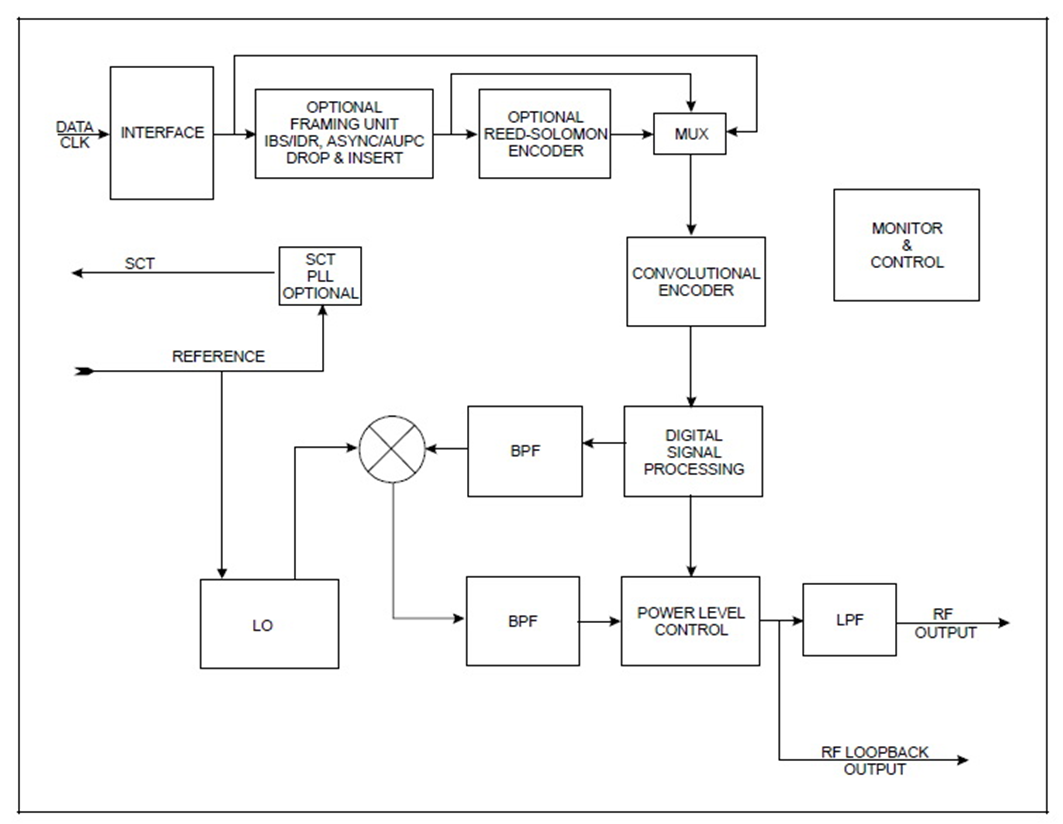 DATA
CLK
INTERFACE
OPTIONAL
FRAMING UNIT
IBS/IDR, ASYNC/AUPC
DROP & INSERT
OPTIONAL
REED-SOLOMON
ENCODER
MUX
MONITOR
&
CONTROL
CONVOLUTIONAL
ENCODER
SCT
SCT
PLL
OPTIONAL
REFERENCE
BPF
DIGITAL
SIGNAL
PROCESSING
LO
BPF
POWER LEVEL
CONTROL
LPF
RF
OUTPUT
RF LOOPBACK
OUTPUT